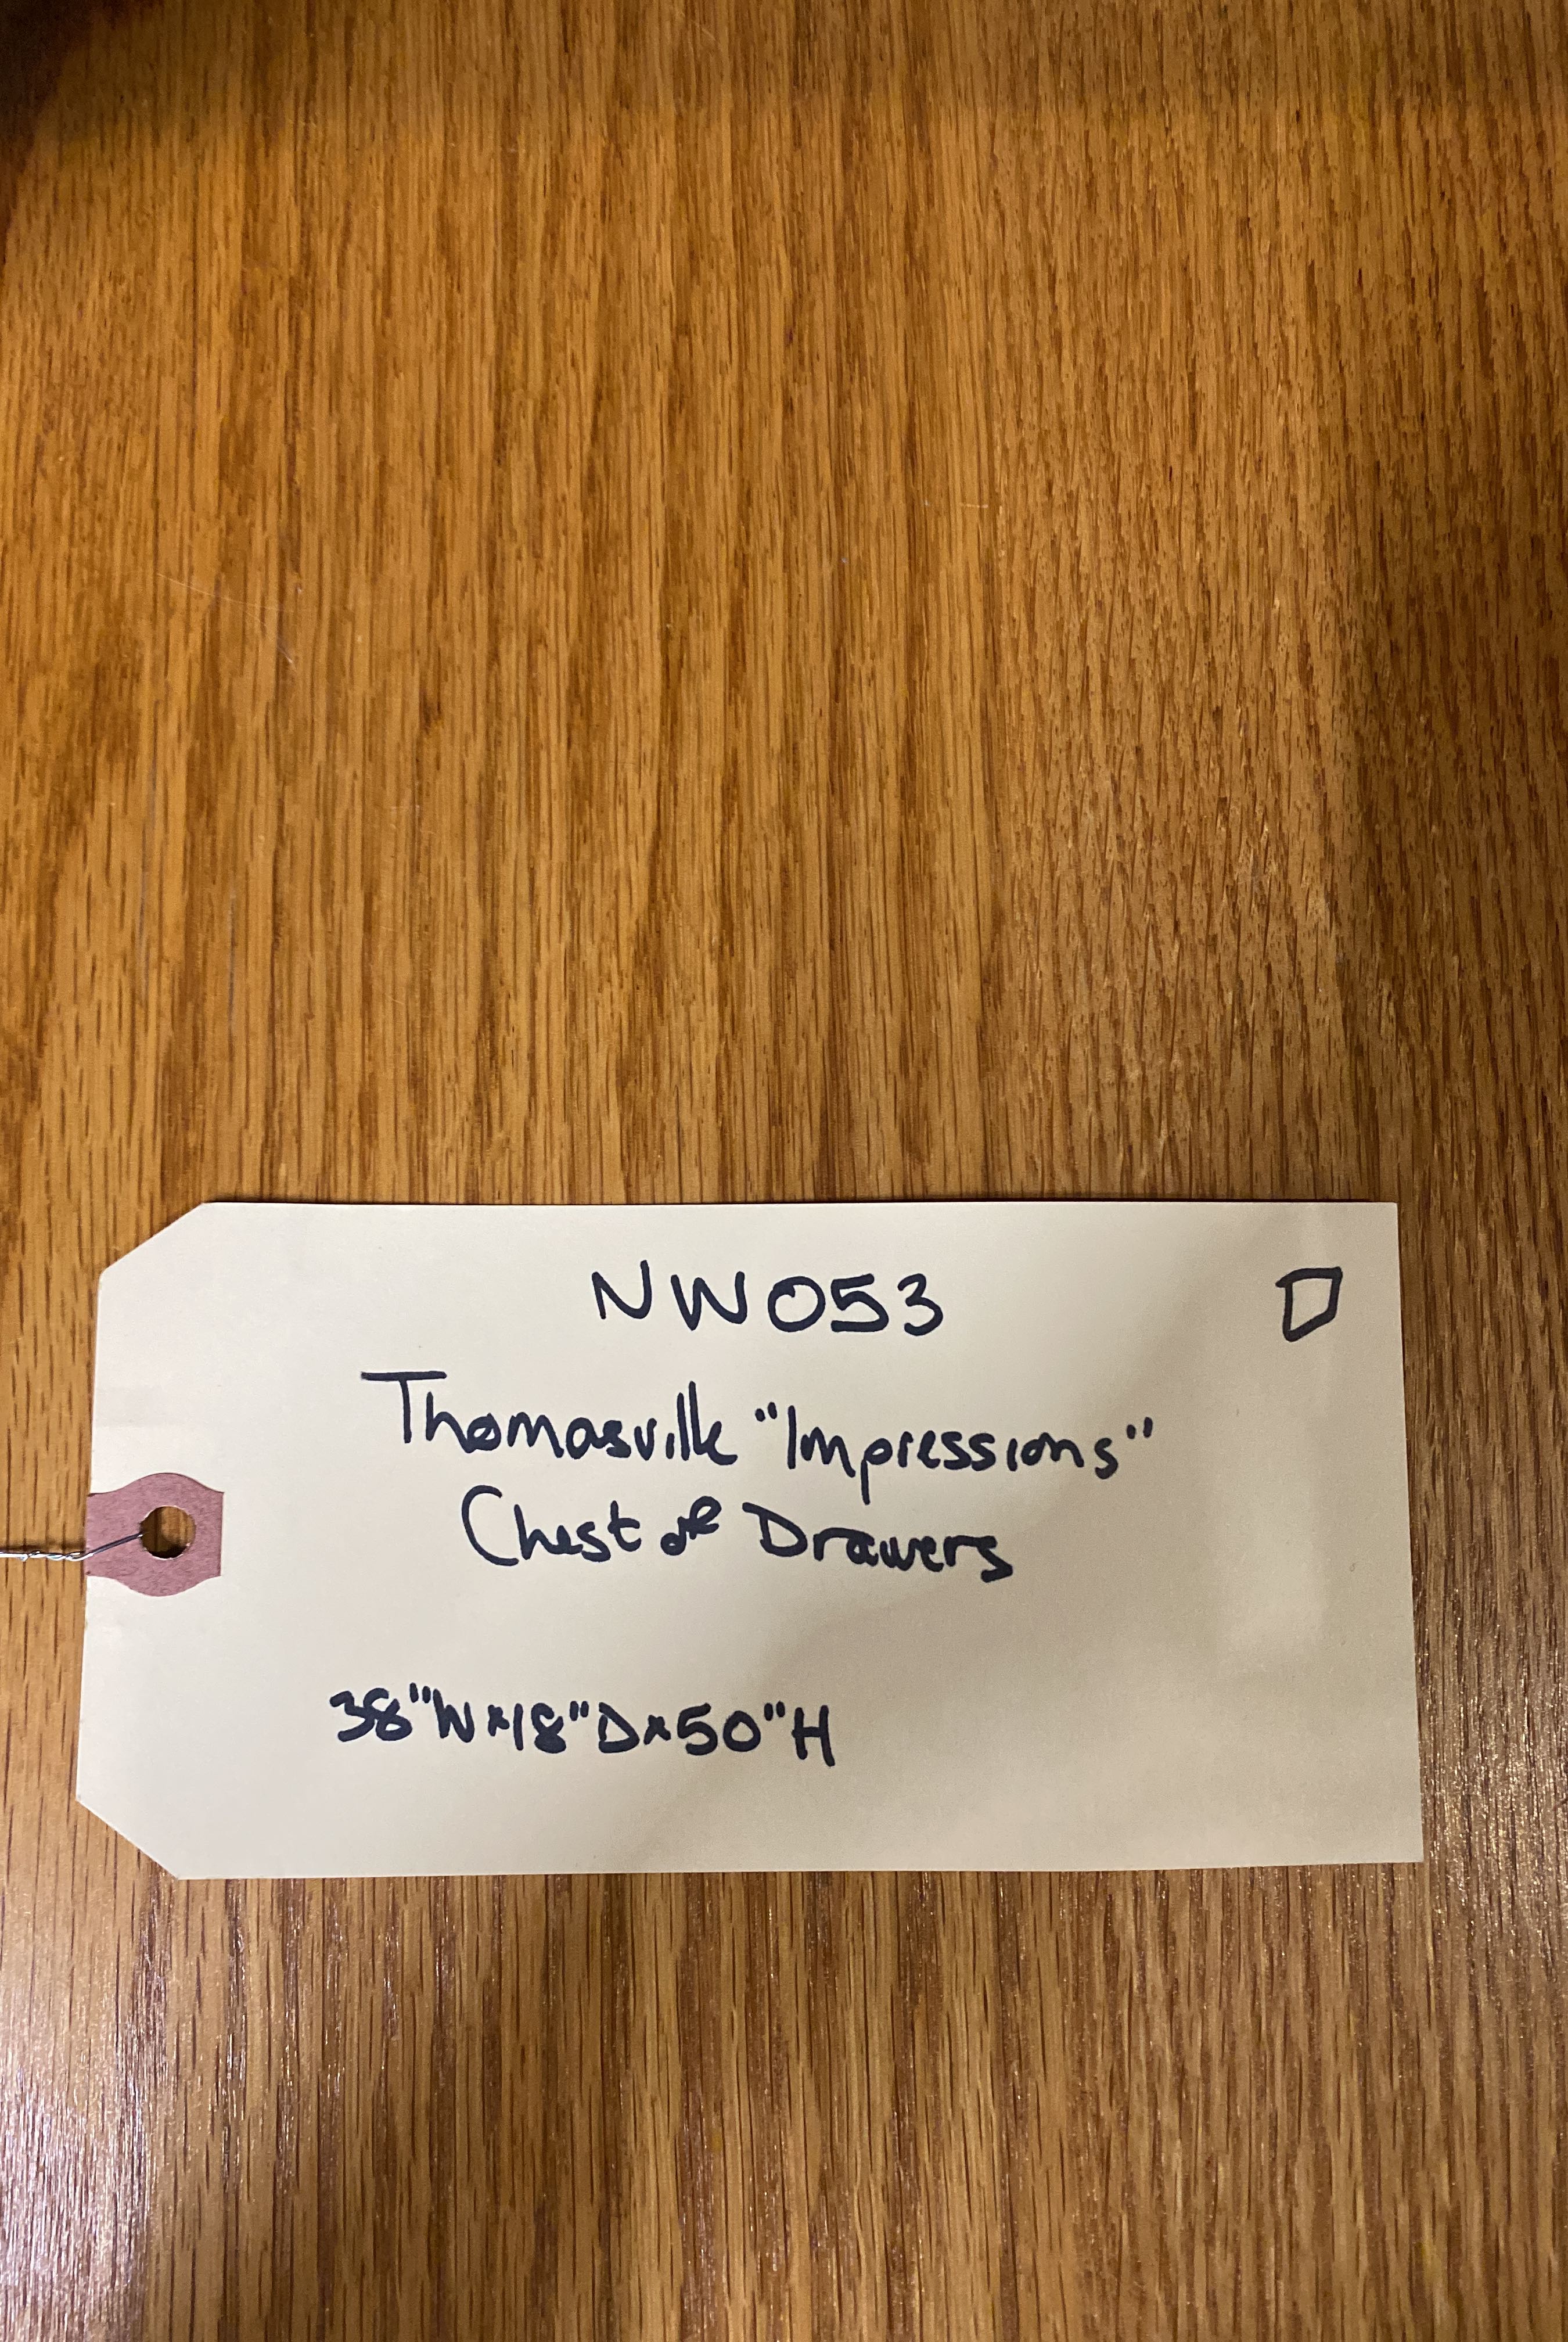 NW053
Thomasville "Impressions"
Chest of Drawers
38"W x 18"D x 50"H